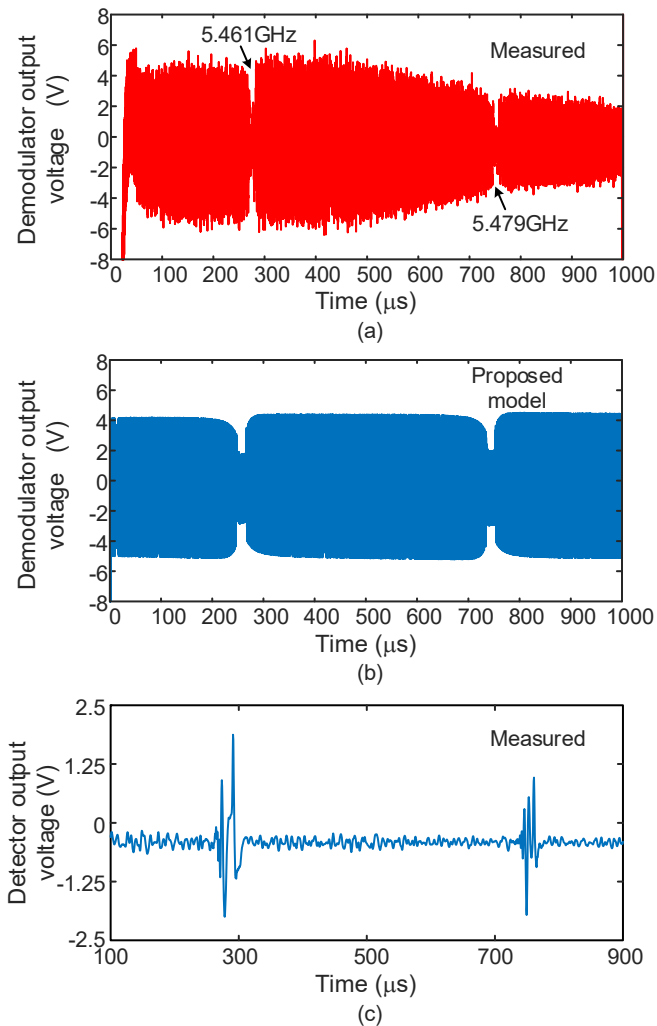 8
6
4
2
0
-2
-4
-6
-8
Demodulator output
voltage (V)
5.461GHz
Measured
5.479GHz
0 100 200 300 400 500 600 700 800 900 1000
Time (μs)
(a)
8
6
4
2
0
-2
-4
-6
-8
Demodulator output
voltage (V)
Proposed
model
0 100 200 300 400 500 600 700 800 900 1000
Time (μs)
(b)
2.5
1.25
0
-1.25
-2.5
Detector output
voltage (V)
Measured
100 300 500 700 900
Time (μs)
(c)